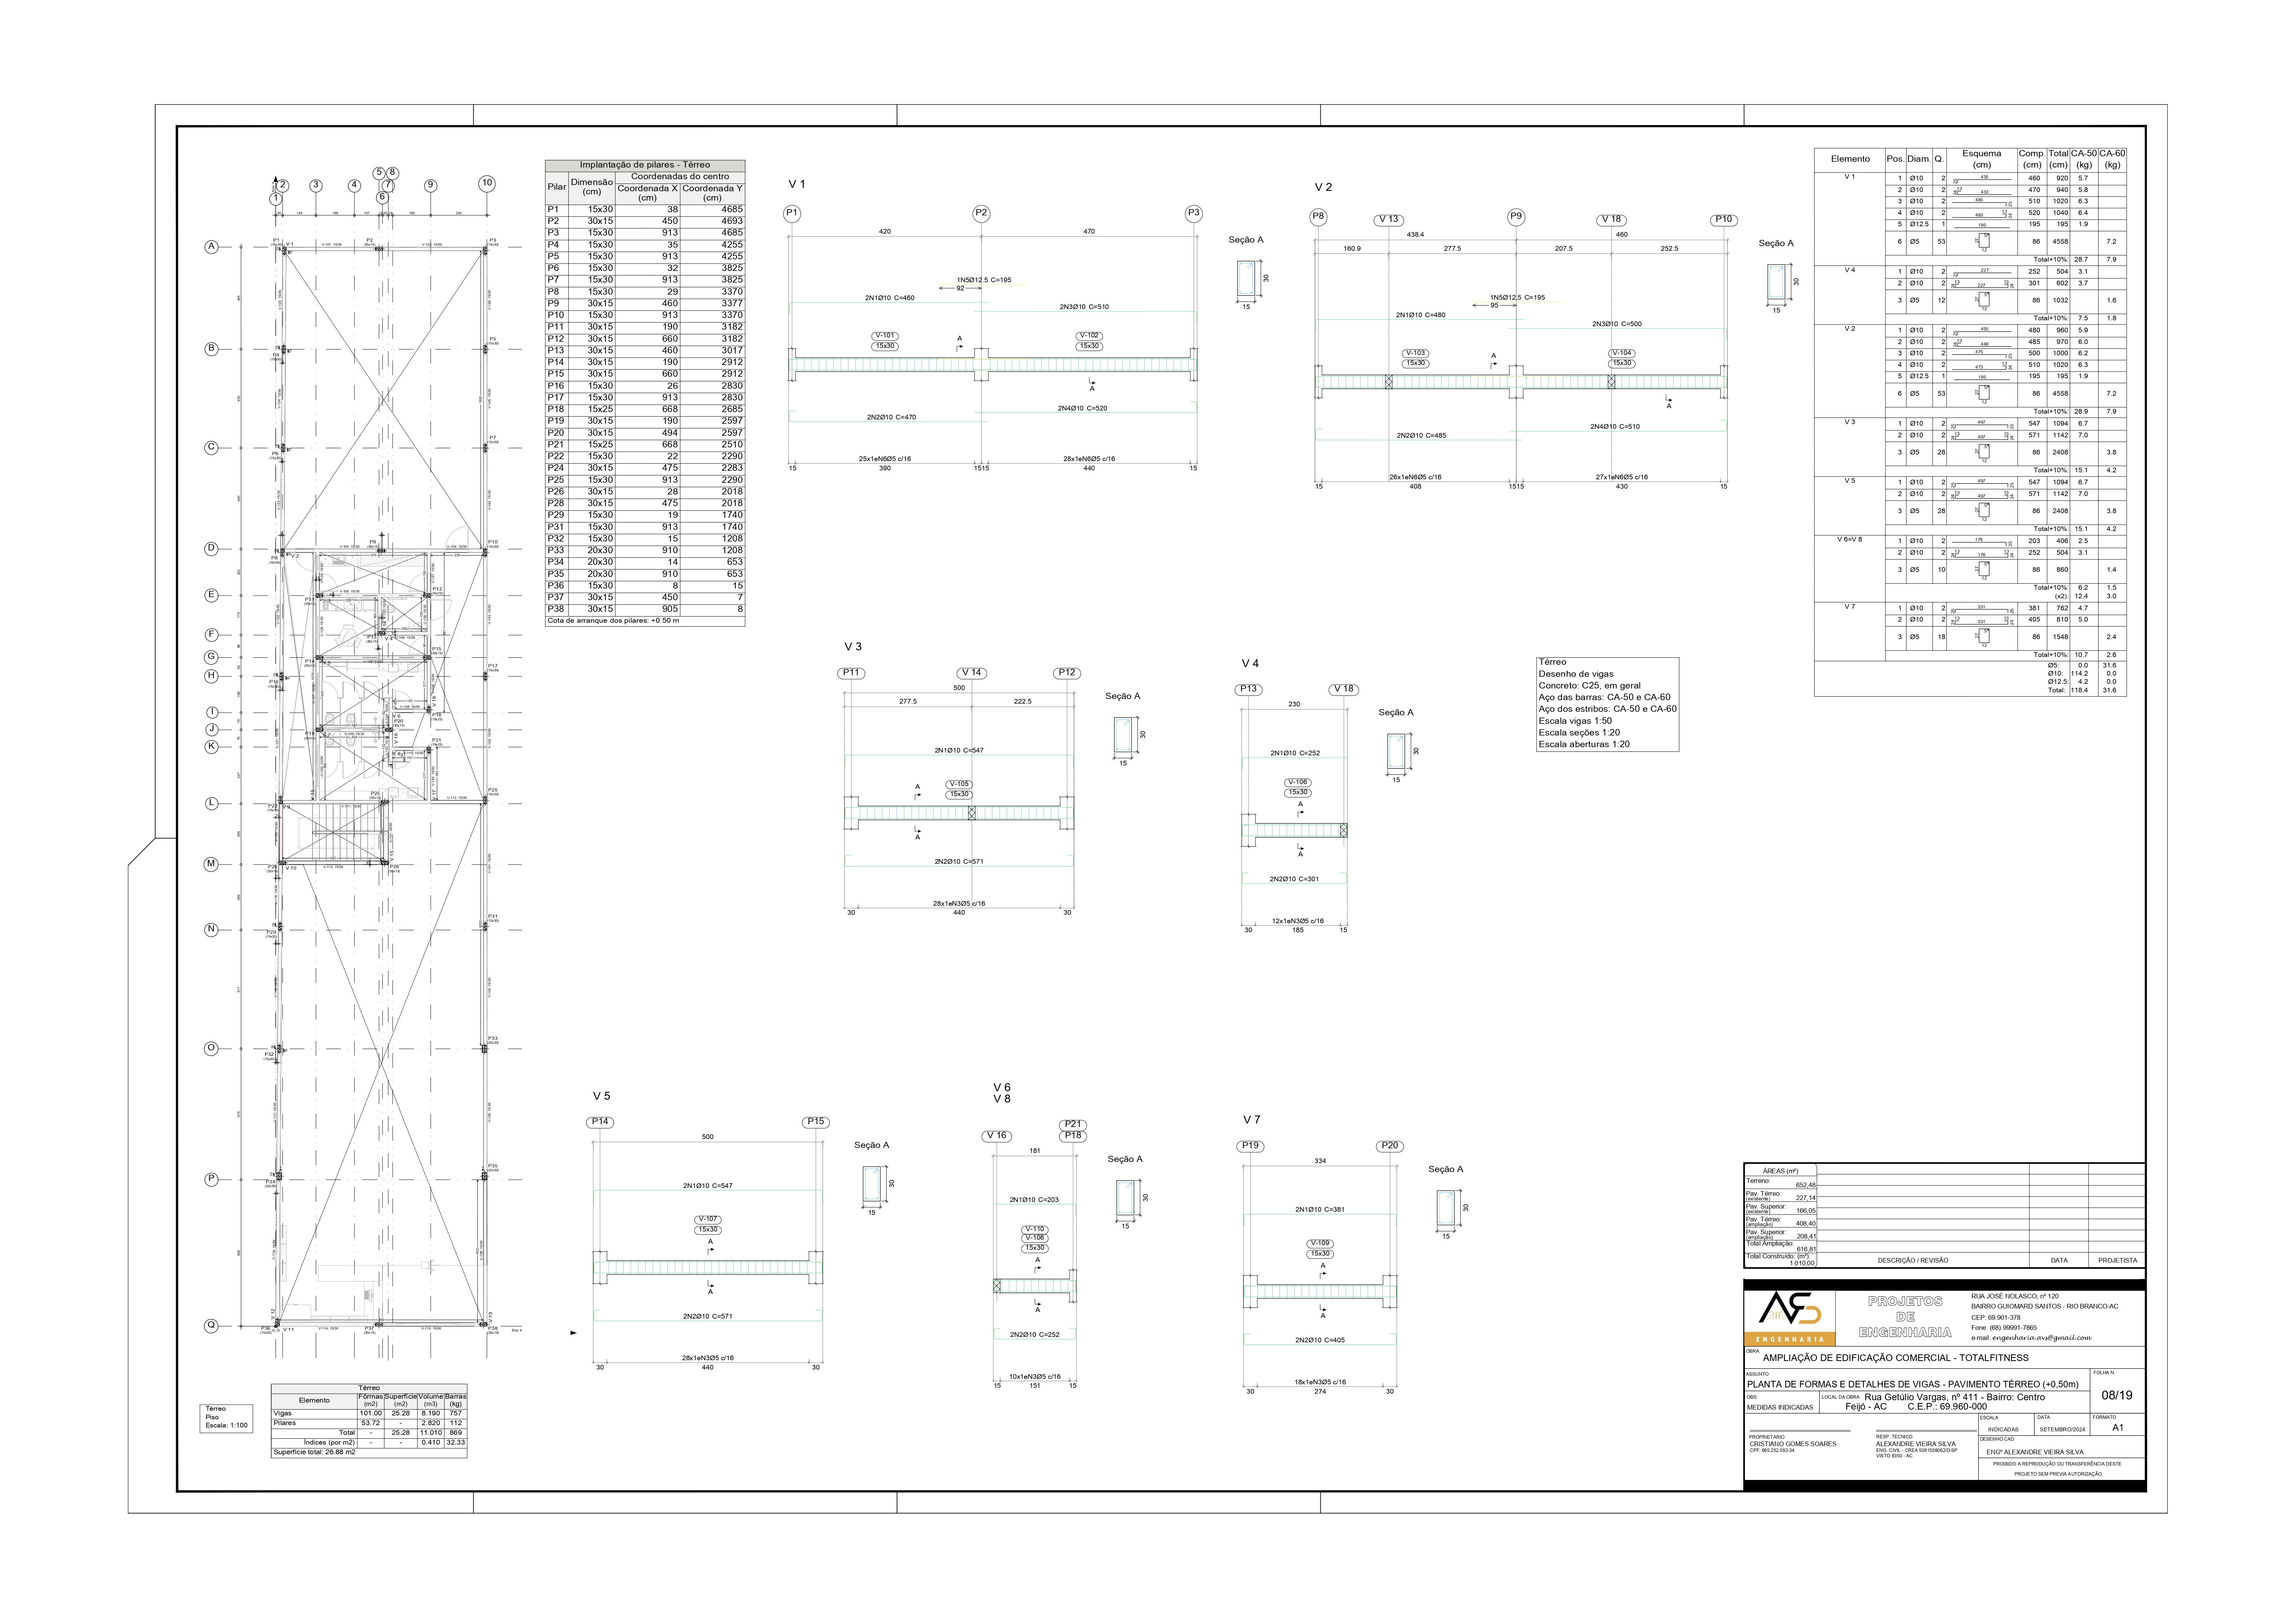 Implantação de pilares - Térreo
Pilar Dimensão (cm) Coordenadas do centro
Coordenada X (cm) Coordenada Y (cm)
P1 15x30 38 4685
P2 30x15 450 4693
P3 15x30 913 4685
P4 15x30 35 4255
P5 15x30 913 4255
P6 15x30 32 3825
P7 15x30 913 3825
P8 15x30 29 3370
P9 30x15 460 3377
P10 15x30 913 3370
P11 30x15 190 3182
P12 30x15 660 3182
P13 30x15 460 3017
P14 30x15 190 2912
P15 30x15 660 2912
P16 15x30 26 2830
P17 15x30 913 2830
P18 15x25 668 2685
P19 30x15 190 2597
P20 30x15 494 2597
P21 15x25 668 2510
P22 15x30 22 2290
P24 30x15 475 2283
P25 15x30 913 2290
P26 30x15 28 2018
P28 30x15 475 2018
P29 15x30 19 1740
P31 15x30 913 1740
P32 15x30 15 1208
P33 20x30 910 1208
P34 20x30 14 653
P35 20x30 910 653
P36 15x30 8 15
P37 30x15 450 7
P38 30x15 905 8
Cota de arranque dos pilares: +0.50 m
V 1
P1 P2 P3
420 470
1N5Ø12.5 C=195
92
2N1Ø10 C=460
2N3Ø10 C=510
V-101 15x30
V-102 15x30
A
A
2N2Ø10 C=470
2N4Ø10 C=520
25x1eN6Ø5 c/16 28x1eN6Ø5 c/16
15 390 1515 440 15
Seção A
30
15
V 2
P8 V 13 P9 V 18 P10
438.4 460
160.9 277.5 207.5 252.5
1N5Ø12.5 C=195
95
2N1Ø10 C=480
2N3Ø10 C=500
V-103 15x30
V-104 15x30
A
A
2N2Ø10 C=485
2N4Ø10 C=510
26x1eN6Ø5 c/16 27x1eN6Ø5 c/16
15 408 1515 430 15
Seção A
30
15
V 3
P11 V 14 P12
500
277.5 222.5
2N1Ø10 C=547
V-105
15x30
A
A
2N2Ø10 C=571
28x1eN3Ø5 c/16
30 440 30
Seção A
30
15
V 4
P13 V 18
230
2N1Ø10 C=252
V-106
15x30
A
A
2N2Ø10 C=301
12x1eN3Ø5 c/16
30 185 15
Seção A
30
15
Térreo
Desenho de vigas
Concreto: C25, em geral
Aço das barras: CA-50 e CA-60
Aço dos estribos: CA-50 e CA-60
Escala vigas 1:50
Escala seções 1:20
Escala aberturas 1:20
V 5
P14 P15
500
2N1Ø10 C=547
V-107
15x30
A
A
2N2Ø10 C=571
28x1eN3Ø5 c/16
30 440 30
Seção A
30
15
V 6
V 8
V 16 P21
P18
181
2N1Ø10 C=203
V-110
V-108
15x30
A
A
2N2Ø10 C=252
10x1eN3Ø5 c/16
15 151 15
Seção A
30
15
V 7
P19 P20
334
2N1Ø10 C=381
V-109
15x30
A
A
2N2Ø10 C=405
18x1eN3Ø5 c/16
30 274 30
Seção A
30
15
Elemento Pos. Diam. Q. Esquema (cm) Comp. (cm) Total (cm) CA-50 (kg) CA-60 (kg)
V 1 1 Ø10 2 460 920 5.7
2 Ø10 2 470 940 5.8
3 Ø10 2 510 1020 6.3
4 Ø10 2 520 1040 6.4
5 Ø12.5 1 195 195 1.9
6 Ø5 53 86 4558 7.2
Total+10%: 28.7 7.9
V 4 1 Ø10 2 227 252 504 3.1
2 Ø10 2 227 301 602 3.7
3 Ø5 12 86 1032 1.6
Total+10%: 7.5 1.8
V 2 1 Ø10 2 480 960 5.9
2 Ø10 2 485 970 6.0
3 Ø10 2 475 500 1000 6.2
4 Ø10 2 473 510 1020 6.3
5 Ø12.5 1 195 195 195 1.9
6 Ø5 53 86 4558 7.2
Total+10%: 28.9 7.9
V 3 1 Ø10 2 497 547 1094 6.7
2 Ø10 2 497 571 1142 7.0
3 Ø5 28 86 2408 3.8
Total+10%: 15.1 4.2
V 5 1 Ø10 2 497 547 1094 6.7
2 Ø10 2 497 571 1142 7.0
3 Ø5 28 86 2408 3.8
Total+10%: 15.1 4.2
V 6=V 8 1 Ø10 2 178 203 406 2.5
2 Ø10 2 178 252 504 3.1
3 Ø5 10 86 860 1.4
Total+10%: 6.2 1.5
(x2): 12.4 3.0
V 7 1 Ø10 2 331 381 762 4.7
2 Ø10 2 331 405 810 5.0
3 Ø5 18 86 1548 2.4
Total+10%: 10.7 2.6
Ø5: 0.0 31.6
Ø10: 114.2 0.0
Ø12.5: 4.2 0.0
Total: 118.4 31.6
1 2 3 4 5 6 7 8 9 10
A
B
C
D
E
F
G
H
I
J
K
L
M
N
O
P
Q
Térreo
Piso
Escala: 1:100
Térreo
Elemento Fôrmas (m2) Superfície (m2) Volume (m3) Barras (kg)
Vigas 101.00 25.28 8.190 757
Pilares 53.72 - 2.820 112
Total - 25.28 11.010 869
Índices (por m2) - - 0.410 32.33
Superfície total: 26.88 m2
ÁREAS (m²)
Terreno: 652,48
Pav. Térreo: (existente) 227,14
Pav. Superior: (existente) 166,05
Pav. Térreo: (ampliação) 408,40
Pav. Superior: (ampliação) 208,41
Total Ampliação: 616,81
Total Construído: (m²) 1.010,00
DESCRIÇÃO / REVISÃO DATA PROJETISTA
ENGENHARIA
PROJETOS
DE
ENGENHARIA
RUA JOSÉ NOLASCO, nº 120
BAIRRO GUIOMARD SANTOS - RIO BRANCO-AC
CEP: 69.901-378
Fone: (68) 99991-7865
e-mail: engenharia.avs@gmail.com
OBRA
AMPLIAÇÃO DE EDIFICAÇÃO COMERCIAL - TOTALFITNESS
ASSUNTO
PLANTA DE FORMAS E DETALHES DE VIGAS - PAVIMENTO TÉRREO (+0,50m)
FOLHA N.
08/19
OBS:
MEDIDAS INDICADAS
LOCAL DA OBRA
Rua Getúlio Vargas, nº 411 - Bairro: Centro
Feijó - AC C.E.P.: 69.960-000
ESCALA
INDICADAS
DATA
SETEMBRO/2024
FORMATO
A1
PROPRIETARIO
CRISTIANO GOMES SOARES
CPF: 665.252.092-34
RESP. TECNICO
ALEXANDRE VIEIRA SILVA
ENG. CIVIL - CREA 5061508062/D-SP
VISTO 8350 - AC
DESENHO CAD
ENGº ALEXANDRE VIEIRA SILVA
PROIBIDO A REPRODUÇÃO OU TRANSFERÊNCIA DESTE
PROJETO SEM PREVIA AUTORIZAÇÃO.